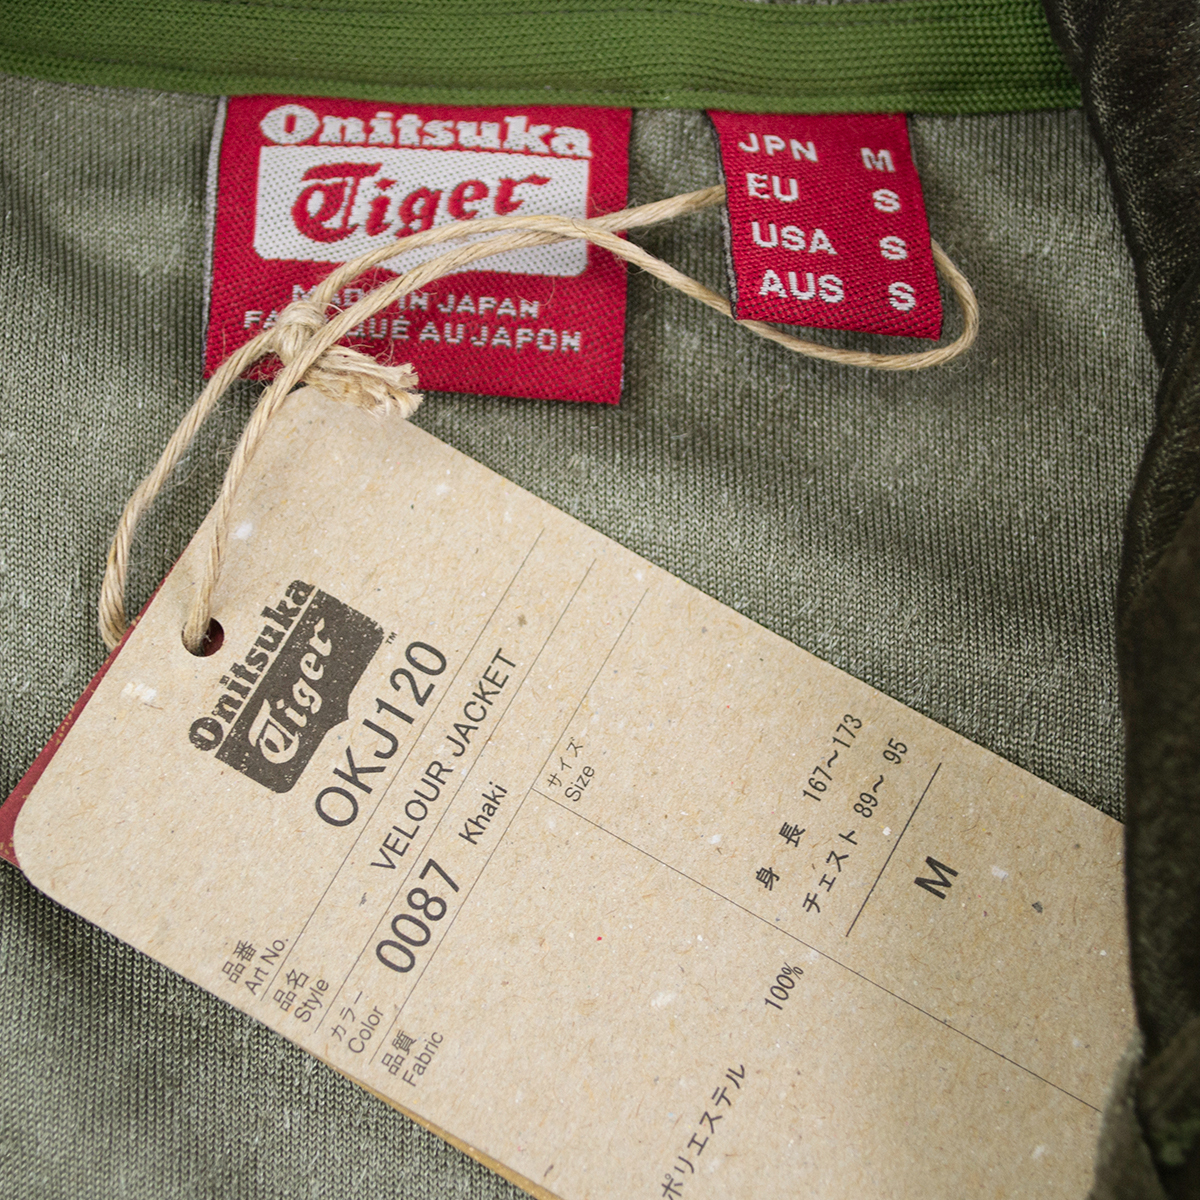 Onitsuka
Tiger
MADE IN JAPAN
FABRIQUÉ AU JAPON
JPN M
EU S
USA S
AUS S
Onitsuka
Tiger™
品番
Art No.
OKJ120
品名
Style
VELOUR JACKET
カラー
Color
0087 Khaki
品質
Fabric
サイズ
Size
身 長 167～173
チェスト 89～ 95
M
ポリエステル 100%